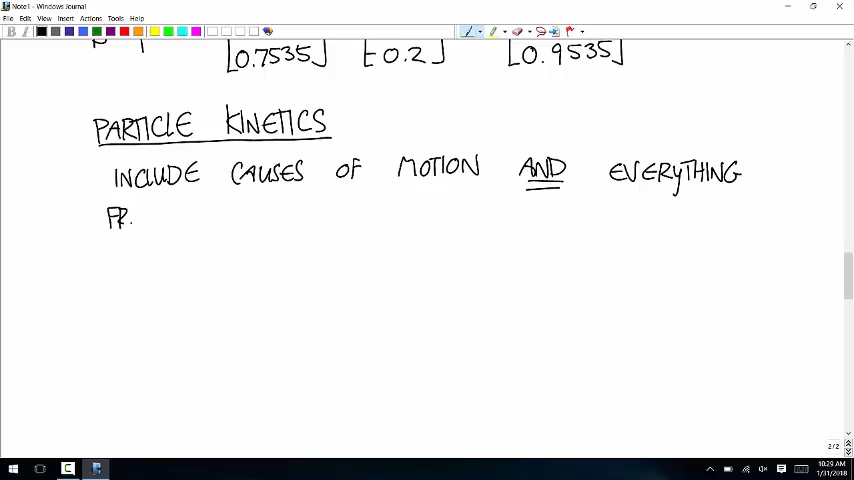 Note1 - Windows Journal
File Edit View Insert Actions Tools Help
B I
[0.7535] [-0.2] [0.9535]
PARTICLE KINETICS
INCLUDE CAUSES OF MOTION AND EVERYTHING
FR
2/2
10:29 AM
1/31/2018